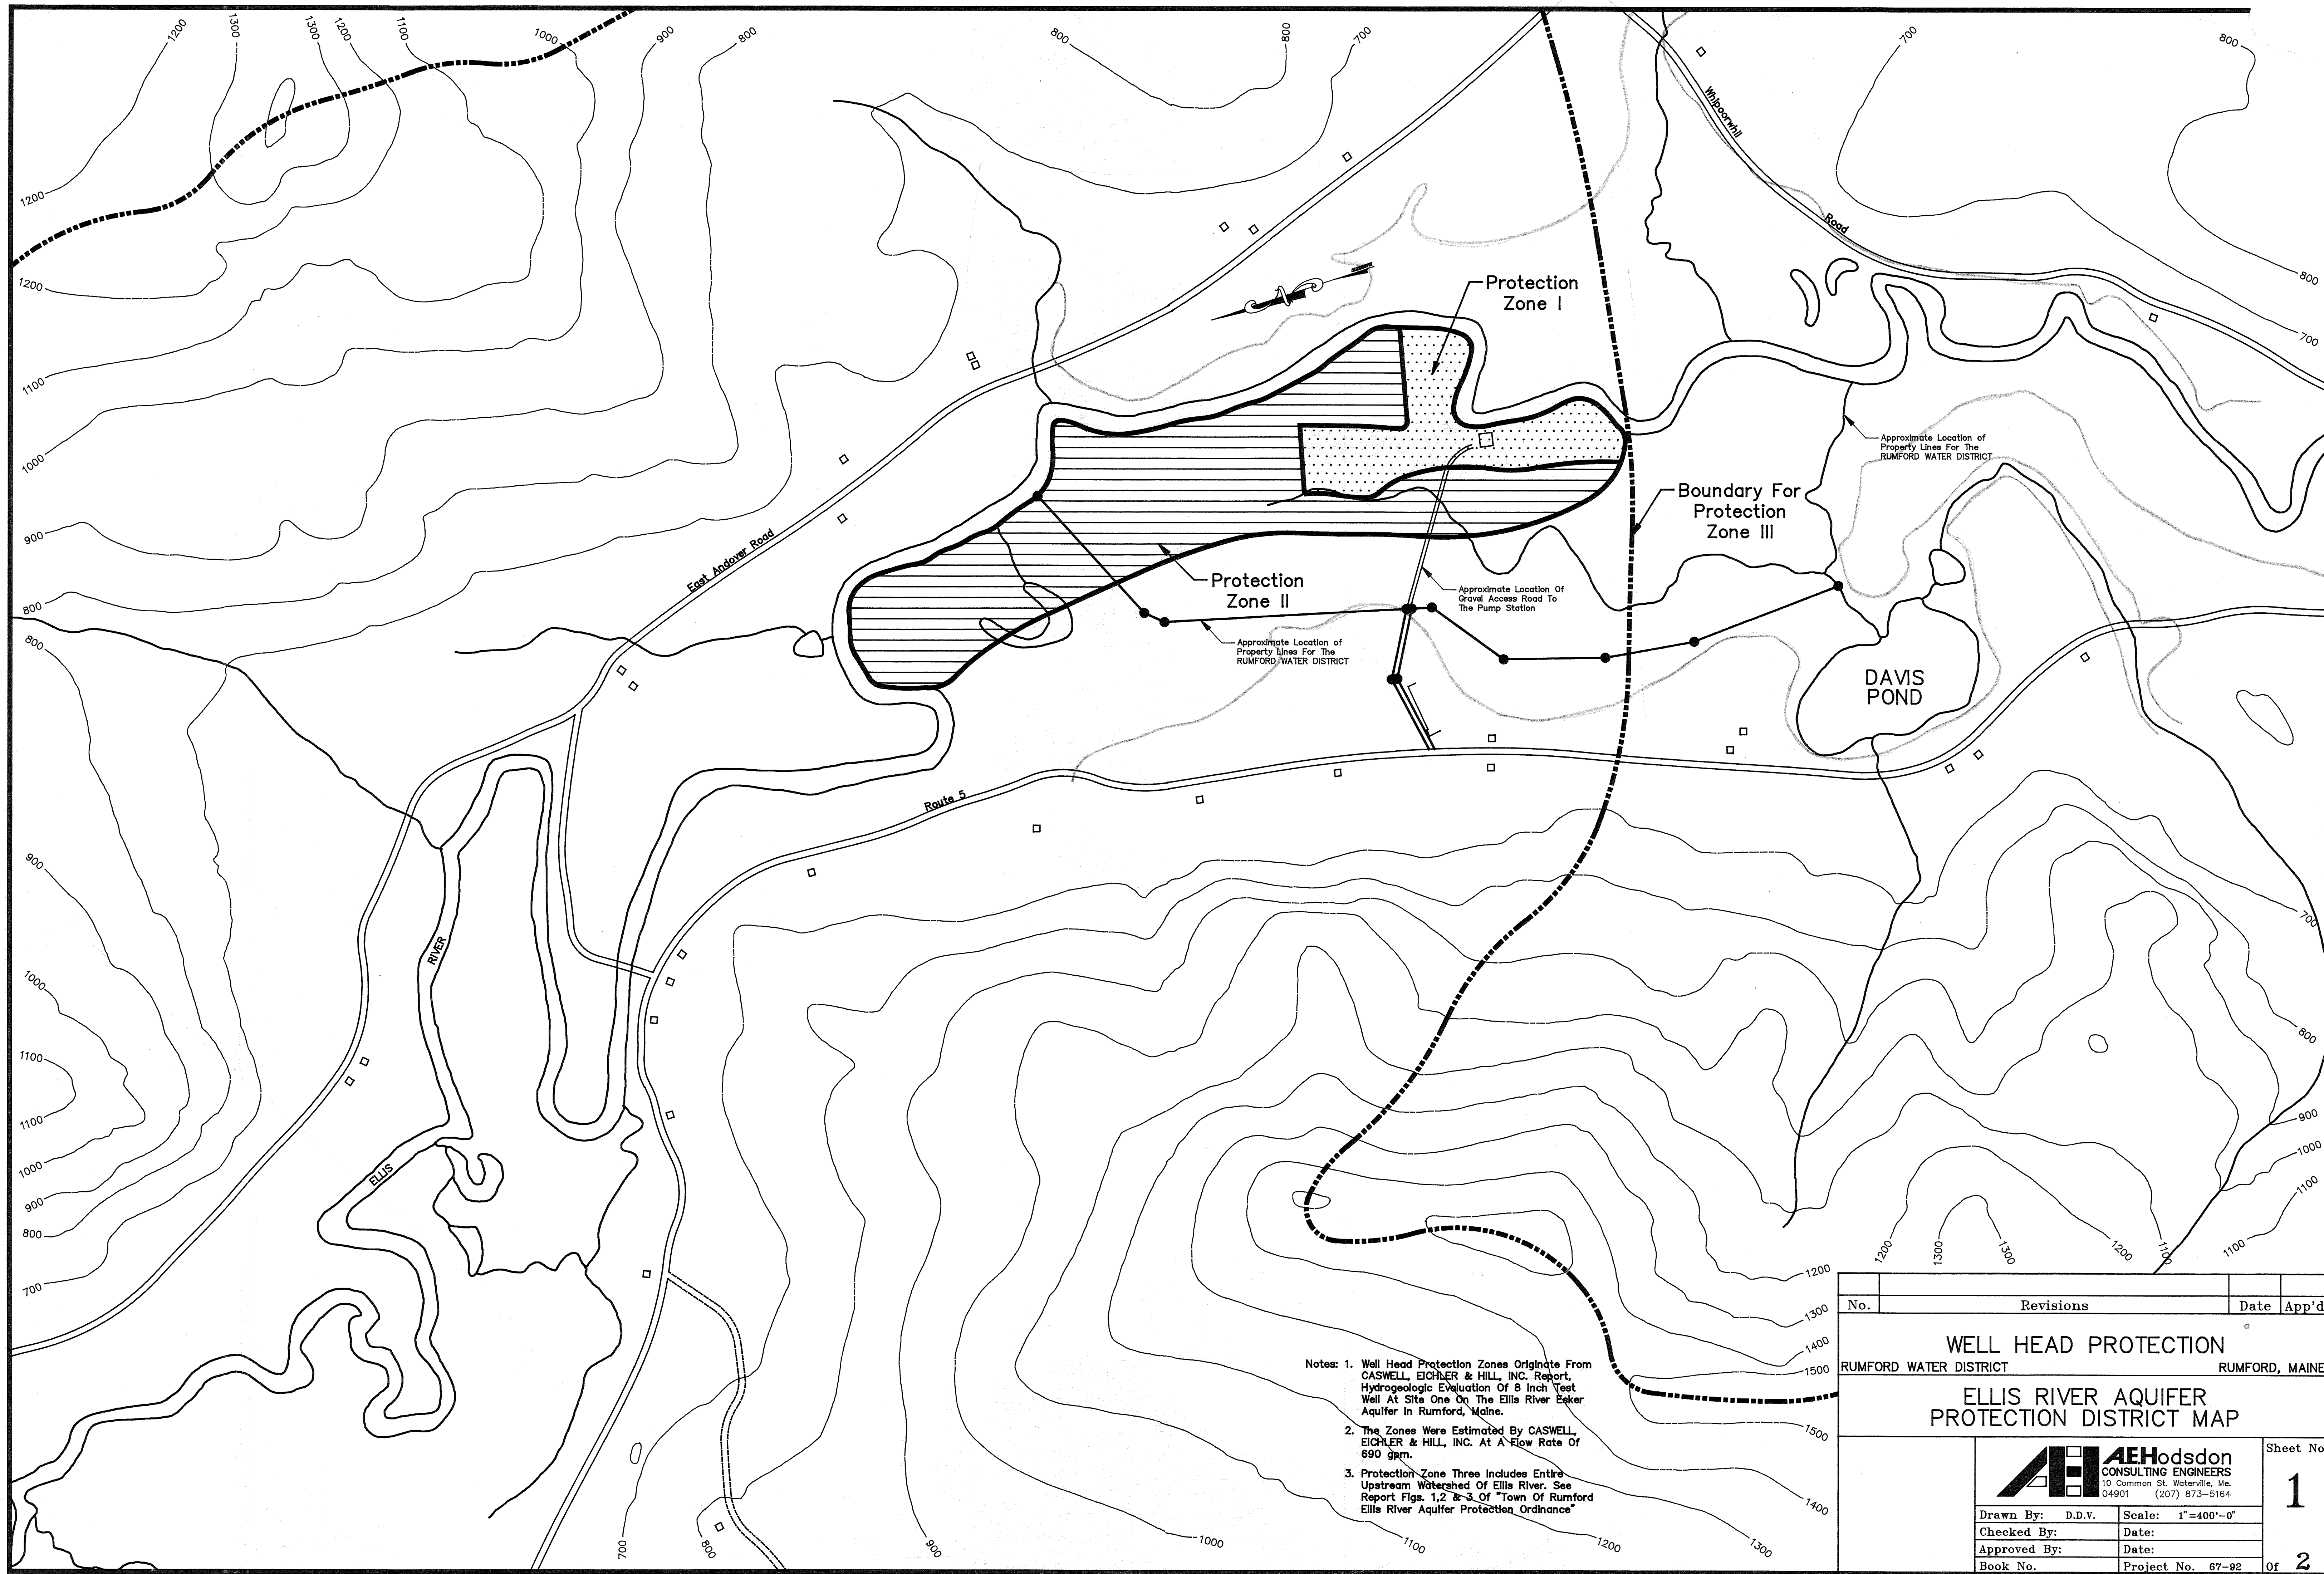 1200
1300
1300
1200
1100
1000
900
800
800
800
700
700
800
Whipoorwhill
Road
1200
1200
1100
1000
900
800
800
800
700
Protection
Zone I
Approximate Location of
Property Lines For The
RUMFORD WATER DISTRICT
Boundary For
Protection
Zone III
East Andover Road
Protection
Zone II
Approximate Location Of
Gravel Access Road To
The Pump Station
Approximate Location of
Property Lines For The
RUMFORD WATER DISTRICT
DAVIS
POND
Route 5
RIVER
ELLIS
900
1000
1100
1100
1000
900
800
700
700
800
900
1000
1100
1200
1300
1300
1200
1100
1100
1200
1300
1400
1500
1500
1400
700
800
900
1000
1100
1200
1300
Notes: 1. Well Head Protection Zones Originate From
CASWELL, EICHLER & HILL, INC. Report,
Hydrogeologic Evaluation Of 8 Inch Test
Well At Site One On The Ellis River Esker
Aquifer In Rumford, Maine.
2. The Zones Were Estimated By CASWELL,
EICHLER & HILL, INC. At A Flow Rate Of
690 gpm.
3. Protection Zone Three Includes Entire
Upstream Watershed Of Ellis River. See
Report Figs. 1,2 & 3 Of "Town Of Rumford
Ellis River Aquifer Protection Ordinance"
No. Revisions Date App'd
WELL HEAD PROTECTION
RUMFORD WATER DISTRICT RUMFORD, MAINE
ELLIS RIVER AQUIFER
PROTECTION DISTRICT MAP
AEH A.E.Hodsdon
CONSULTING ENGINEERS
10 Common St. Waterville, Me.
04901 (207) 873-5164
Sheet No
1
Of 2
Drawn By: D.D.V. Scale: 1"=400'-0"
Checked By: Date:
Approved By: Date:
Book No. Project No. 67-92